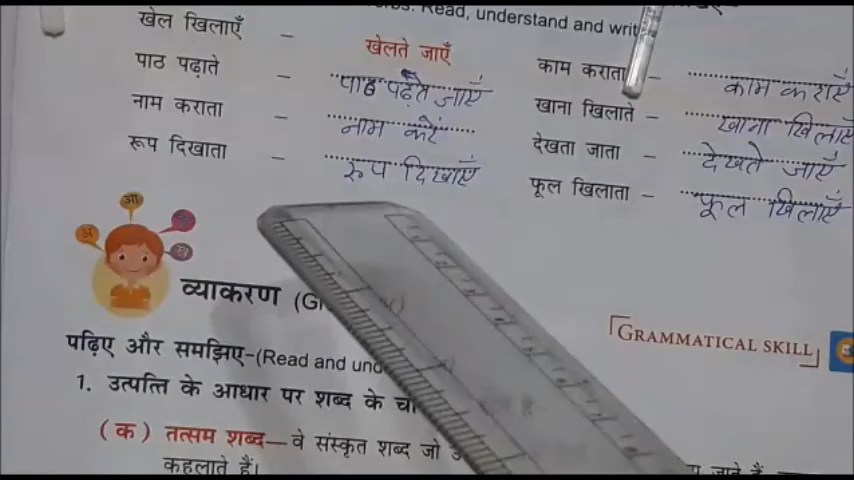 Read, understand and write
खेल खिलाएँ – खेलते जाएँ
पाठ पढ़ाते – पाठ पढ़ते जाएँ
नाम कराता – नाम करें
रूप दिखाता – रूप दिखाएँ
काम कराता – काम कराएँ
खाना खिलाते – खाना खिलाएँ
देखता जाता – देखते जाएँ
फूल खिलाता – फूल खिलाएँ
आ
अ
व्याकरण
GRAMMATICAL SKILL
पढ़िए और समझिए–(Read and
1. उत्पत्ति के आधार पर शब्द के
(क) तत्सम शब्द—वे संस्कृत शब्द जो
जाते हैं
कहलाते हैं।